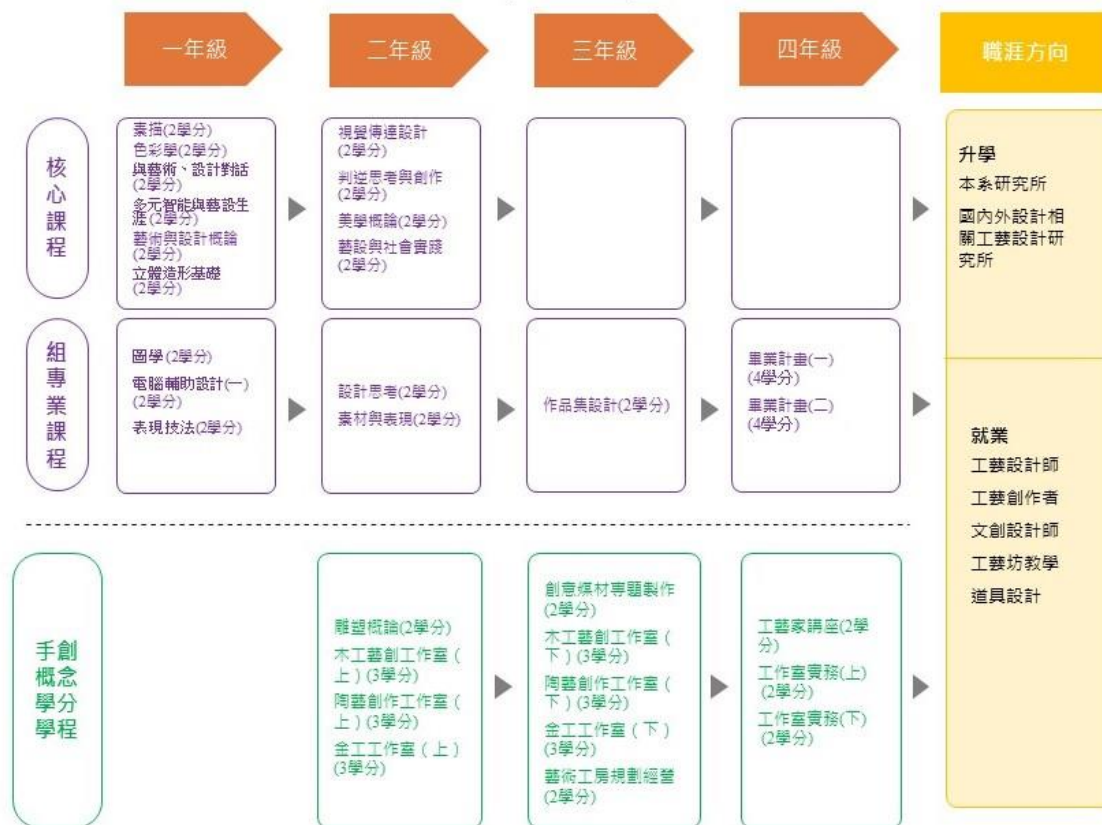 一年級
二年級
三年級
四年級
職涯方向
核
心
課
程
素描(2學分)
色彩學(2學分)
與藝術、設計對話
(2學分)
多元智能與藝設生
涯(2學分)
藝術與設計概論
(2學分)
立體造形基礎
(2學分)
視覺傳達設計
(2學分)
判逆思考與創作
(2學分)
美學概論(2學分)
藝設與社會實踐
(2學分)
升學
本系研究所
國內外設計相
關工藝設計研
究所
組
專
業
課
程
圖學(2學分)
電腦輔助設計(一)
(2學分)
表現技法(2學分)
設計思考(2學分)
素材與表現(2學分)
作品集設計(2學分)
畢業計畫(一)
(4學分)
畢業計畫(二)
(4學分)
就業
工藝設計師
工藝創作者
文創設計師
工藝坊教學
道具設計
手創
概念
學分
學程
雕塑概論(2學分)
木工藝創工作室(
上)(3學分)
陶藝創作工作室(
上)(3學分)
金工工作室(上)
(3學分)
創意媒材專題製作
(2學分)
木工藝創工作室(
下)(3學分)
陶藝創作工作室(
下)(3學分)
金工工作室(下)
(3學分)
藝術工房規劃經營
(2學分)
工藝家講座(2學
分)
工作室實務(上)
(2學分)
工作室實務(下)
(2學分)